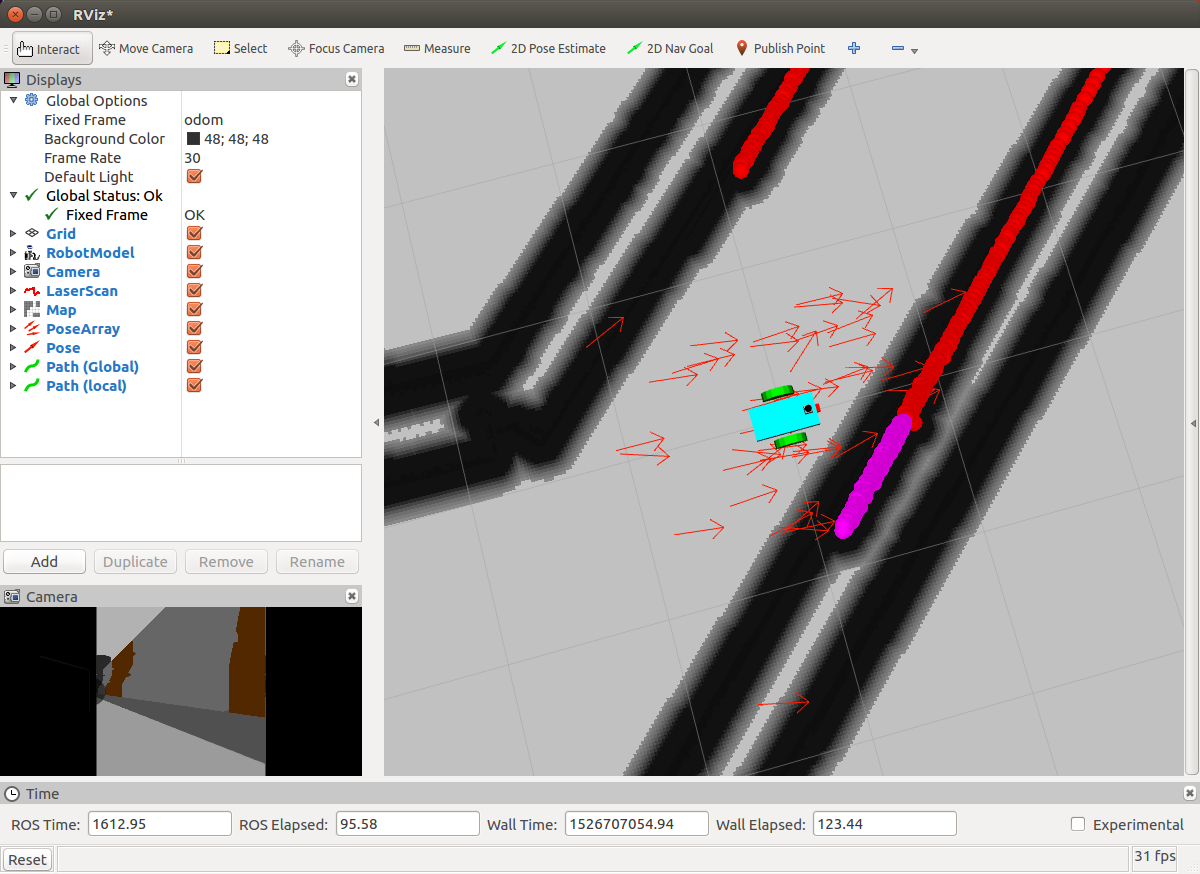 RViz*
Interact Move Camera Select Focus Camera Measure 2D Pose Estimate 2D Nav Goal Publish Point
Displays
Global Options
Fixed Frame odom
Background Color 48; 48; 48
Frame Rate 30
Default Light
Global Status: Ok
Fixed Frame OK
Grid
RobotModel
Camera
LaserScan
Map
PoseArray
Pose
Path (Global)
Path (local)
Add Duplicate Remove Rename
Camera
Time
ROS Time: 1612.95 ROS Elapsed: 95.58 Wall Time: 1526707054.94 Wall Elapsed: 123.44 Experimental
Reset 31 fps